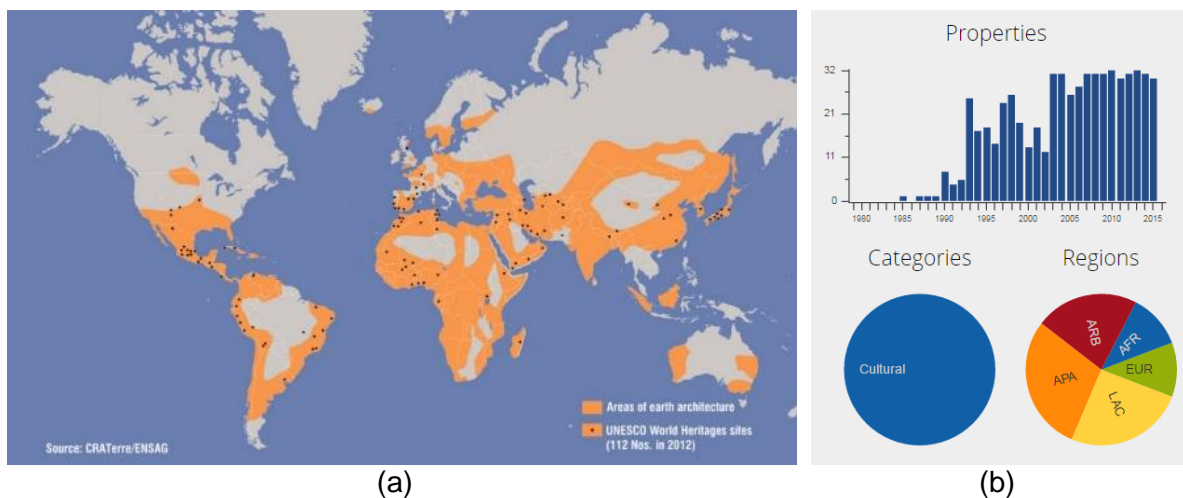 Areas of earth architecture
UNESCO World Heritages sites
(112 Nos. in 2012)
Source: CRATerre/ENSAG
(a)
Properties
32
21
11
0
1980
1985
1990
1995
2000
2005
2010
2015
Categories
Regions
Cultural
ARB
AFR
EUR
LAC
APA
(b)